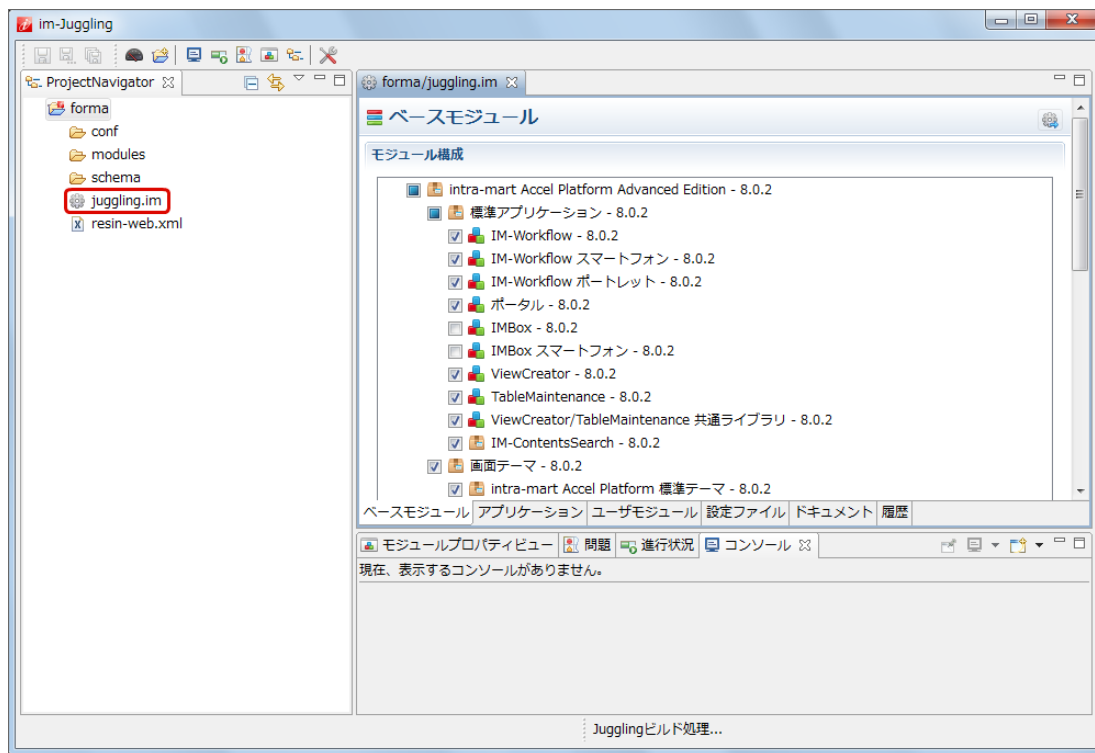 im-Juggling
ProjectNavigator
forma
conf
modules
schema
juggling.im
resin-web.xml
forma/juggling.im
ベースモジュール
モジュール構成
intra-mart Accel Platform Advanced Edition - 8.0.2
標準アプリケーション - 8.0.2
IM-Workflow - 8.0.2
IM-Workflow スマートフォン - 8.0.2
IM-Workflow ポートレット - 8.0.2
ポータル - 8.0.2
IMBox - 8.0.2
IMBox スマートフォン - 8.0.2
ViewCreator - 8.0.2
TableMaintenance - 8.0.2
ViewCreator/TableMaintenance 共通ライブラリ - 8.0.2
IM-ContentsSearch - 8.0.2
画面テーマ - 8.0.2
intra-mart Accel Platform 標準テーマ - 8.0.2
ベースモジュール アプリケーション ユーザモジュール 設定ファイル ドキュメント 履歴
モジュールプロパティビュー 問題 進行状況 コンソール
現在、表示するコンソールがありません。
Jugglingビルド処理...